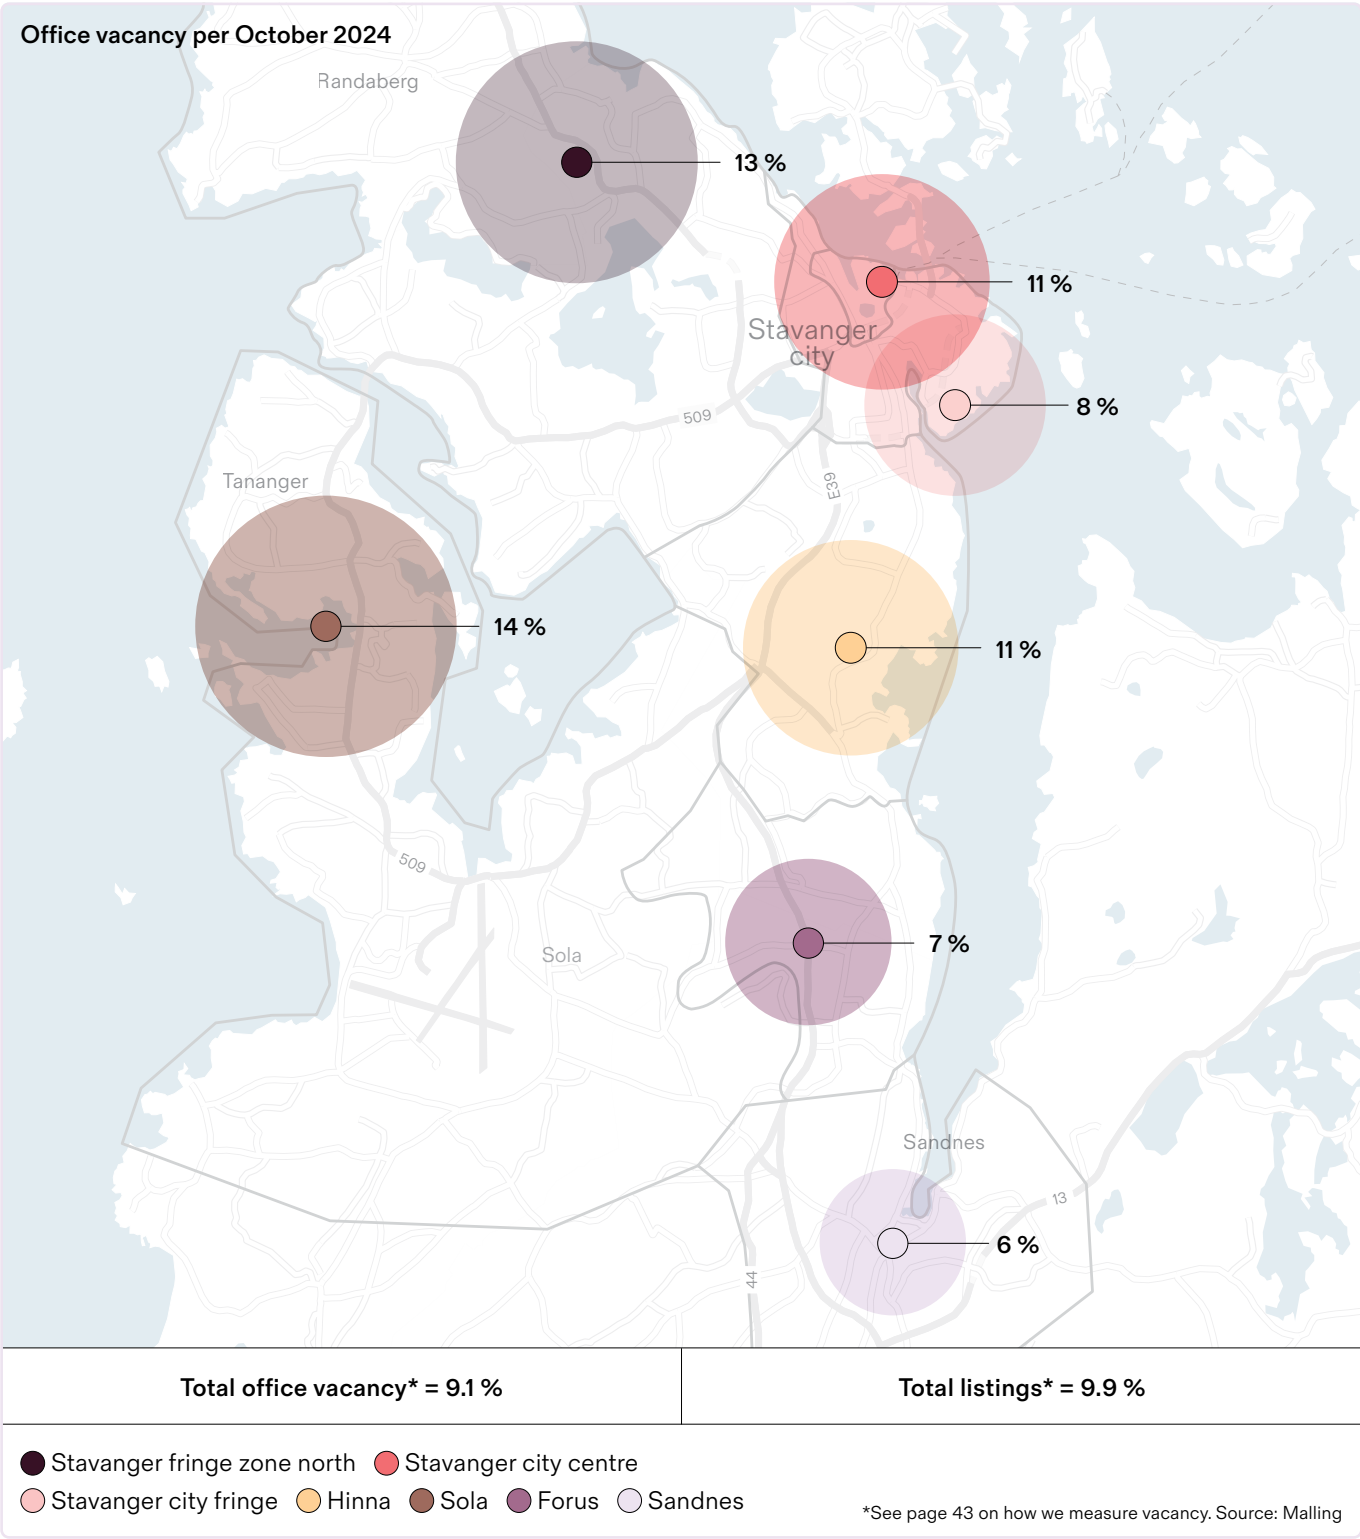 Office vacancy per October 2024
Randaberg
13 %
11 %
Stavanger
city
8 %
509
Tananger
E39
14 %
11 %
509
7 %
Sola
Sandnes
13
6 %
44
Total office vacancy* = 9.1 %
Total listings* = 9.9 %
Stavanger fringe zone north
Stavanger city centre
Stavanger city fringe
Hinna
Sola
Forus
Sandnes
*See page 43 on how we measure vacancy. Source: Malling